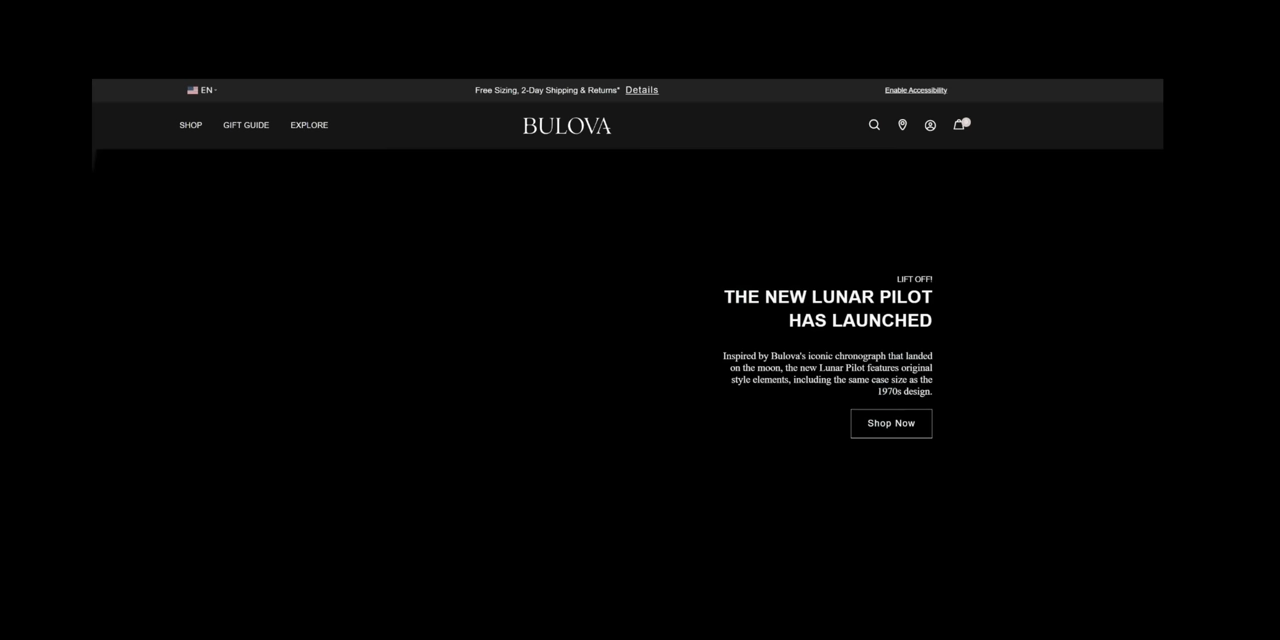 EN
Free Sizing, 2-Day Shipping & Returns* Details
Enable Accessibility
SHOP
GIFT GUIDE
EXPLORE
BULOVA
LIFT OFF!
THE NEW LUNAR PILOT
HAS LAUNCHED
Inspired by Bulova's iconic chronograph that landed
on the moon, the new Lunar Pilot features original
style elements, including the same case size as the
1970s design.
Shop Now